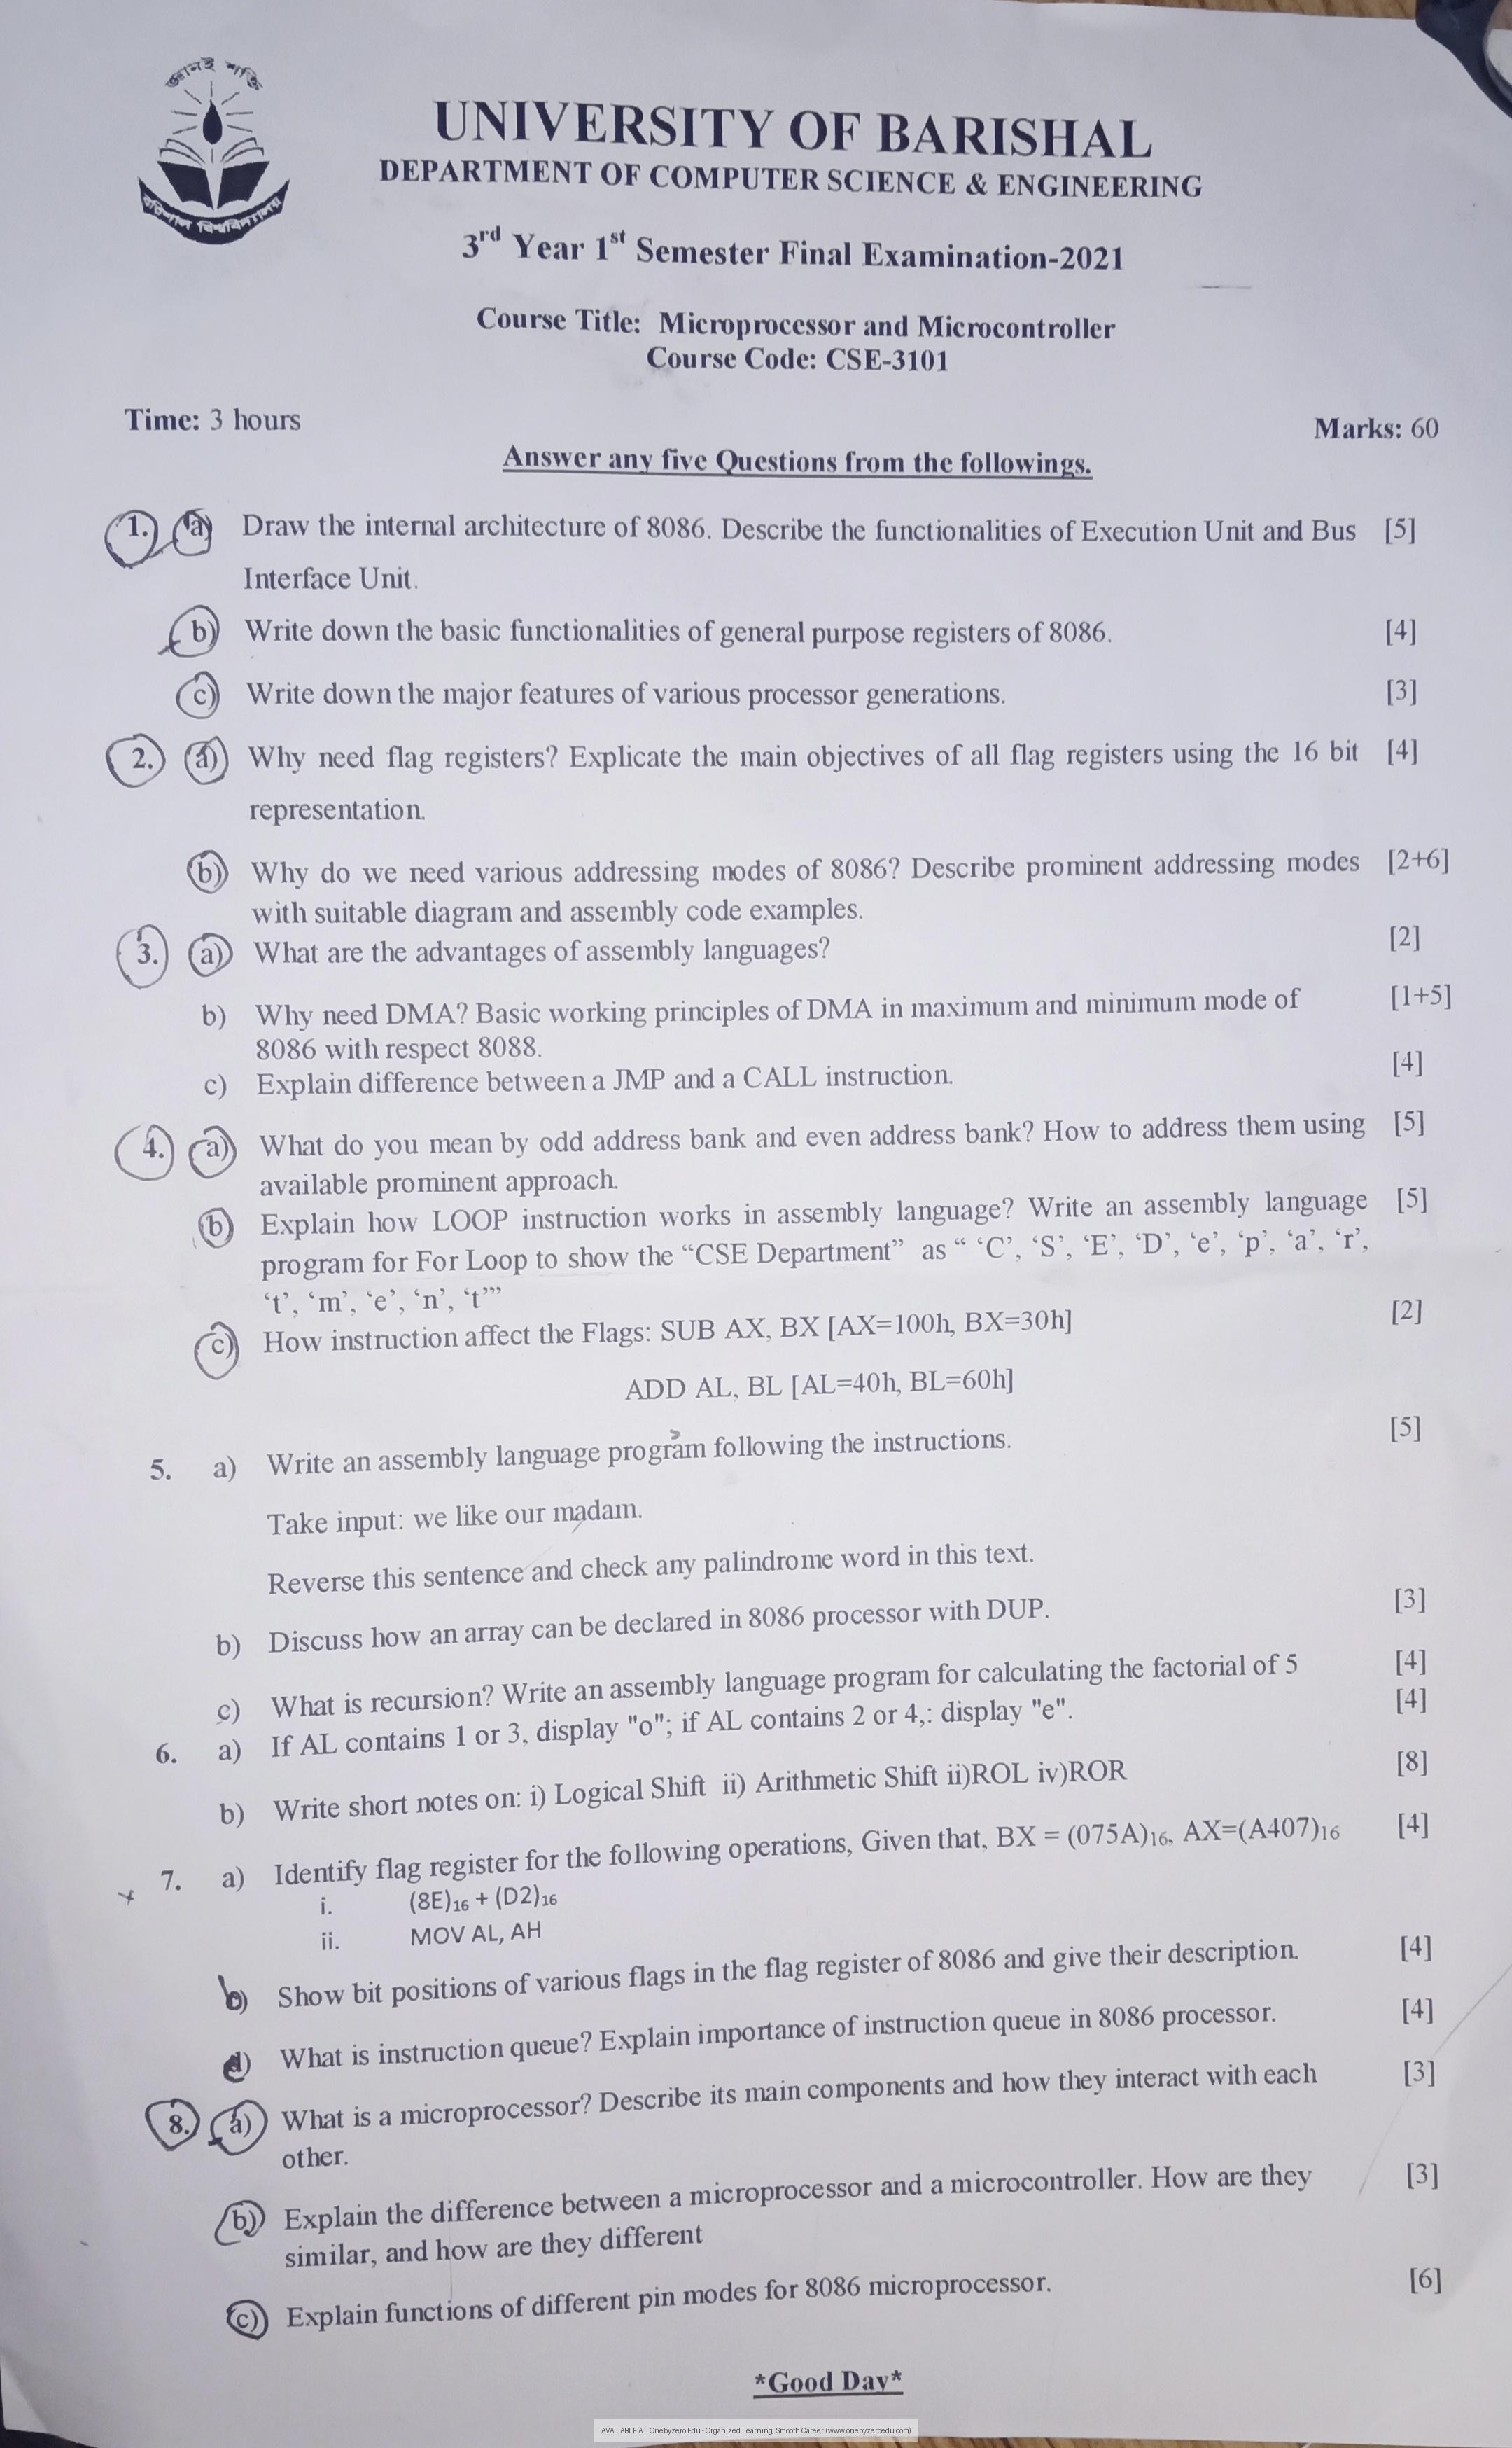 জ্ঞানই শক্তি
বরিশাল বিশ্ববিদ্যালয়
UNIVERSITY OF BARISHAL
DEPARTMENT OF COMPUTER SCIENCE & ENGINEERING
3rd Year 1st Semester Final Examination-2021
Course Title: Microprocessor and Microcontroller
Course Code: CSE-3101
Time: 3 hours Marks: 60
Answer any five Questions from the followings.
1. a) Draw the internal architecture of 8086. Describe the functionalities of Execution Unit and Bus [5]
Interface Unit.
b) Write down the basic functionalities of general purpose registers of 8086. [4]
c) Write down the major features of various processor generations. [3]
2. a) Why need flag registers? Explicate the main objectives of all flag registers using the 16 bit [4]
representation.
b) Why do we need various addressing modes of 8086? Describe prominent addressing modes [2+6]
with suitable diagram and assembly code examples.
3. a) What are the advantages of assembly languages? [2]
b) Why need DMA? Basic working principles of DMA in maximum and minimum mode of [1+5]
8086 with respect 8088.
c) Explain difference between a JMP and a CALL instruction. [4]
4. a) What do you mean by odd address bank and even address bank? How to address them using [5]
available prominent approach.
b) Explain how LOOP instruction works in assembly language? Write an assembly language [5]
program for For Loop to show the “CSE Department” as “ ‘C’, ‘S’, ‘E’, ‘D’, ‘e’, ‘p’, ‘a’, ‘r’,
‘t’, ‘m’, ‘e’, ‘n’, ‘t’”
c) How instruction affect the Flags: SUB AX, BX [AX=100h, BX=30h] [2]
ADD AL, BL [AL=40h, BL=60h]
5. a) Write an assembly language program following the instructions. [5]
Take input: we like our madam.
Reverse this sentence and check any palindrome word in this text.
b) Discuss how an array can be declared in 8086 processor with DUP. [3]
c) What is recursion? Write an assembly language program for calculating the factorial of 5 [4]
6. a) If AL contains 1 or 3, display "o"; if AL contains 2 or 4,: display "e". [4]
b) Write short notes on: i) Logical Shift ii) Arithmetic Shift ii)ROL iv)ROR [8]
7. a) Identify flag register for the following operations, Given that, BX = (075A)16, AX=(A407)16 [4]
i. (8E)16 + (D2)16
ii. MOV AL, AH
b) Show bit positions of various flags in the flag register of 8086 and give their description. [4]
c) What is instruction queue? Explain importance of instruction queue in 8086 processor. [4]
8. a) What is a microprocessor? Describe its main components and how they interact with each [3]
other.
b) Explain the difference between a microprocessor and a microcontroller. How are they [3]
similar, and how are they different
c) Explain functions of different pin modes for 8086 microprocessor. [6]
*Good Day*
AVAILABLE AT: Onebyzero Edu - Organized Learning, Smooth Career (www.onebyzeroedu.com)